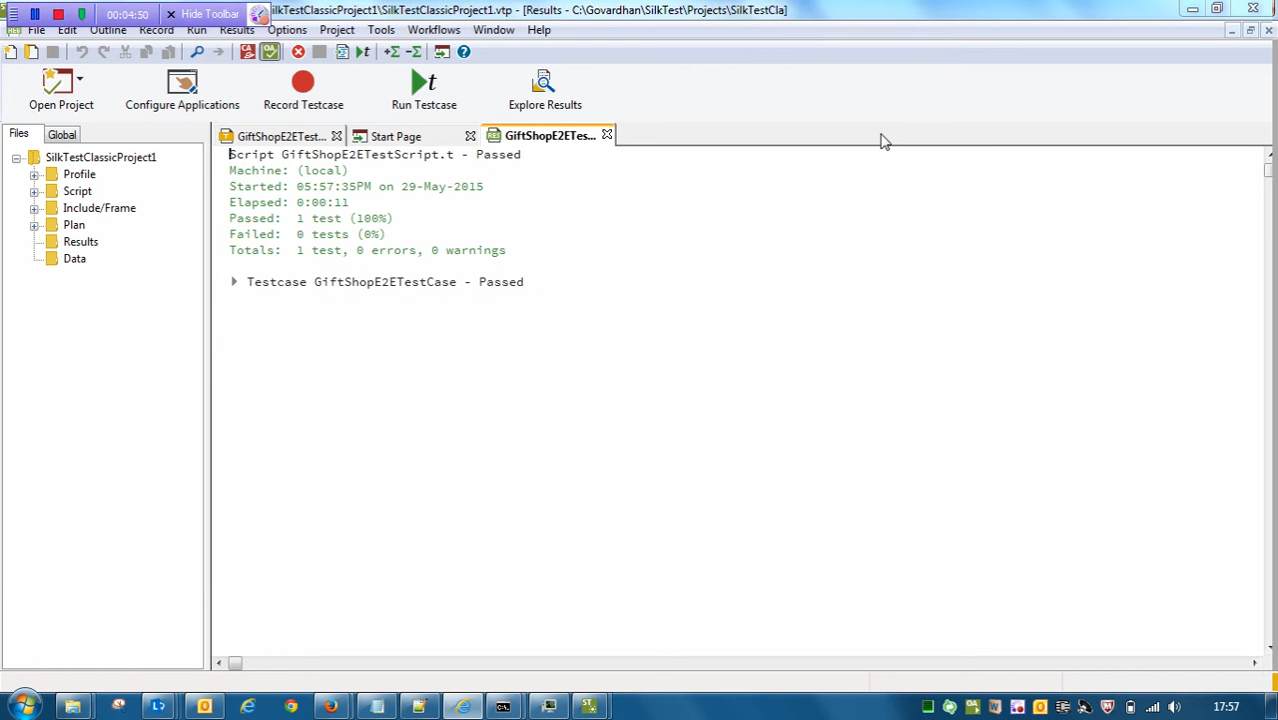 00:04:50 Hide Toolbar
ilkTestClassicProject1\SilkTestClassicProject1.vtp - [Results - C:\Govardhan\SilkTest\Projects\SilkTestCla]
File Edit Outline Record Run Results Options Project Tools Workflows Window Help
Open Project Configure Applications Record Testcase Run Testcase Explore Results
Files Global
GiftShopE2ETest... Start Page GiftShopE2ETes...
SilkTestClassicProject1
Profile
Script
Include/Frame
Plan
Results
Data
Script GiftShopE2ETestScript.t - Passed
Machine: (local)
Started: 05:57:35PM on 29-May-2015
Elapsed: 0:00:11
Passed: 1 test (100%)
Failed: 0 tests (0%)
Totals: 1 test, 0 errors, 0 warnings
Testcase GiftShopE2ETestCase - Passed
17:57